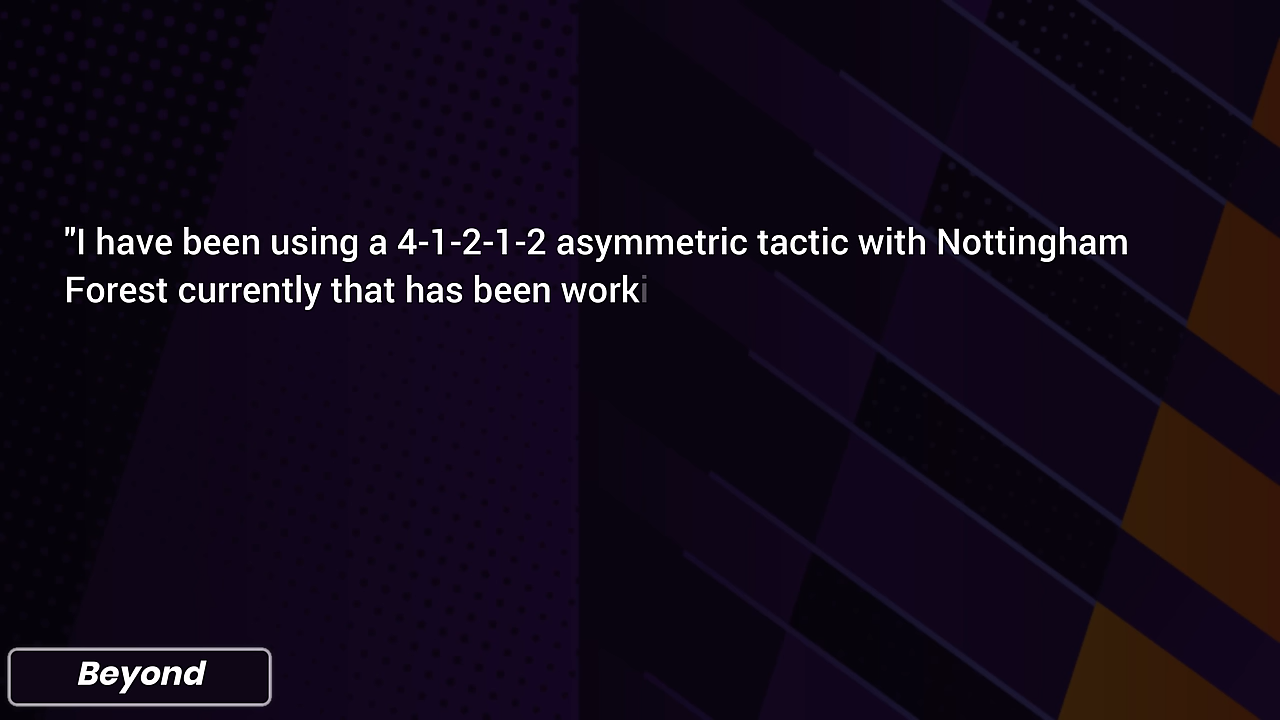 "I have been using a 4-1-2-1-2 asymmetric tactic with Nottingham
Forest currently that has been worki
Beyond